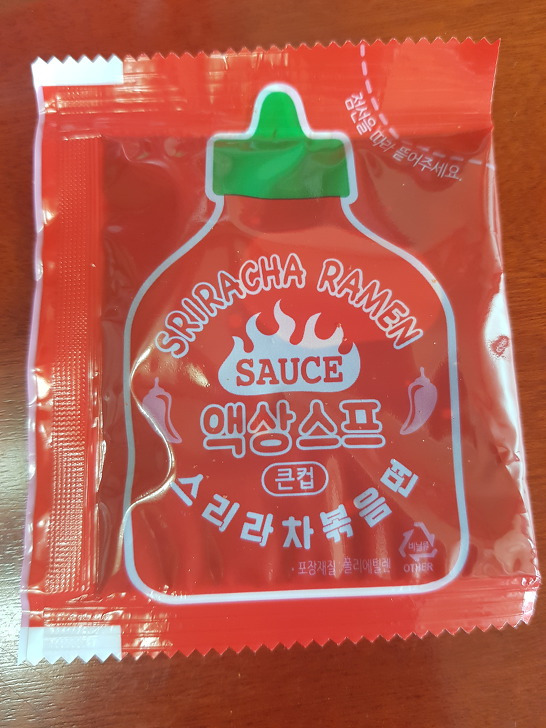 점선을 따라 뜯어주세요.
SRIRACHA RAMEN
SAUCE
액상스프
큰컵
스리라차볶음면
· 포장재질 : 폴리에틸렌
비닐류
OTHER